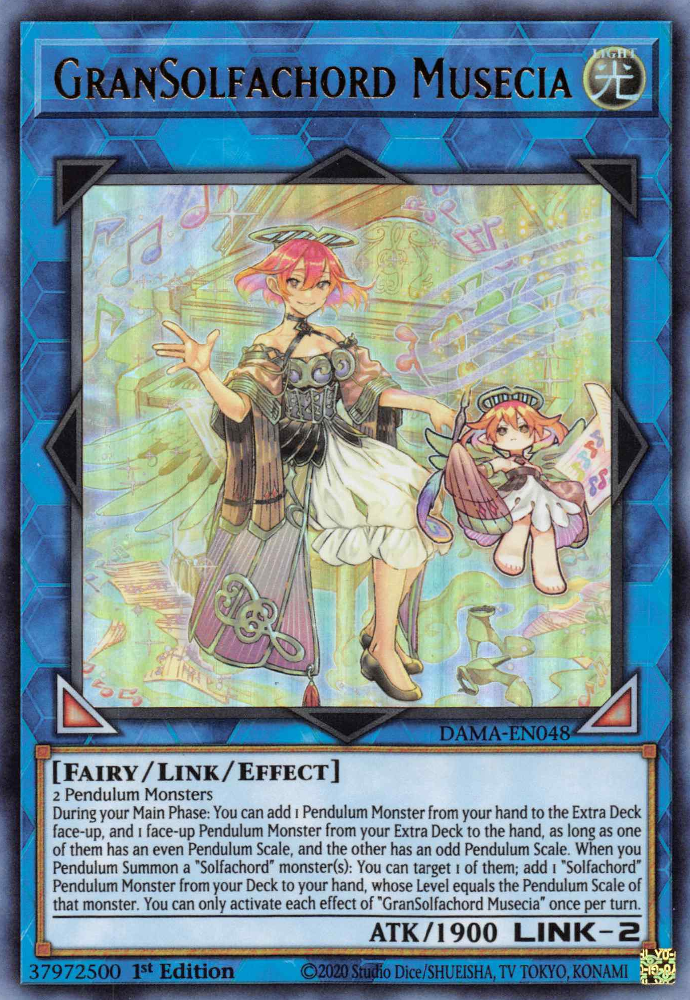 GranSolfachord Musecia
LIGHT
光
DAMA-EN048
[Fairy/Link/Effect]
2 Pendulum Monsters
During your Main Phase: You can add 1 Pendulum Monster from your hand to the Extra Deck
face-up, and 1 face-up Pendulum Monster from your Extra Deck to the hand, as long as one
of them has an even Pendulum Scale, and the other has an odd Pendulum Scale. When you
Pendulum Summon a "Solfachord" monster(s): You can target 1 of them; add 1 "Solfachord"
Pendulum Monster from your Deck to your hand, whose Level equals the Pendulum Scale of
that monster. You can only activate each effect of "GranSolfachord Musecia" once per turn.
ATK/1900 LINK-2
37972500 1st Edition ©2020 Studio Dice/SHUEISHA, TV TOKYO, KONAMI